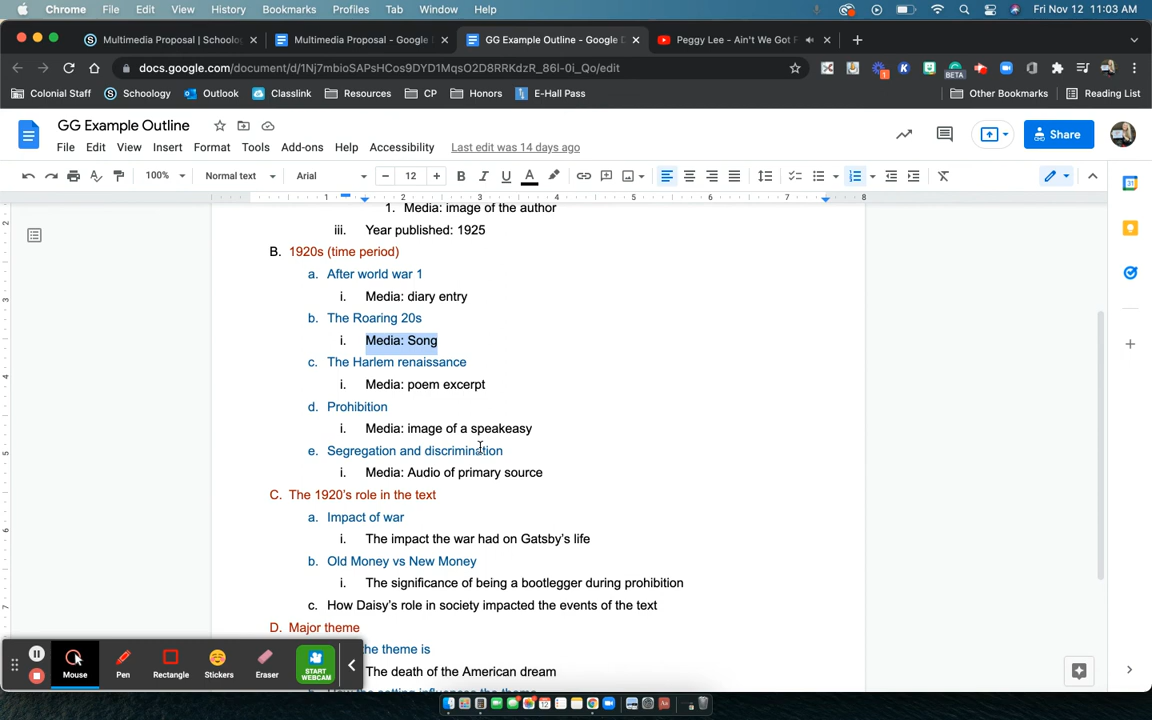 Chrome File Edit View History Bookmarks Profiles Tab Window Help Fri Nov 12 11:03 AM
Multimedia Proposal | Schoolo Multimedia Proposal - Google GG Example Outline - Google D Peggy Lee - Ain't We Got F
docs.google.com/document/d/1Nj7mbioSAPsHCos9DYD1MqsO2D8RRKdzR_86I-0i_Qo/edit
Colonial Staff Schoology Outlook Classlink Resources CP Honors E-Hall Pass Other Bookmarks Reading List
GG Example Outline
File Edit View Insert Format Tools Add-ons Help Accessibility Last edit was 14 days ago
Share
100% Normal text Arial 12
1 2 3 4 5 6 7 8
1. Media: image of the author
iii. Year published: 1925
B. 1920s (time period)
a. After world war 1
i. Media: diary entry
b. The Roaring 20s
i. Media: Song
c. The Harlem renaissance
i. Media: poem excerpt
d. Prohibition
i. Media: image of a speakeasy
e. Segregation and discrimination
i. Media: Audio of primary source
C. The 1920's role in the text
a. Impact of war
i. The impact the war had on Gatsby's life
b. Old Money vs New Money
i. The significance of being a bootlegger during prohibition
c. How Daisy's role in society impacted the events of the text
D. Major theme
the theme is
The death of the American dream
Mouse Pen Rectangle Stickers Eraser START WEBCAM